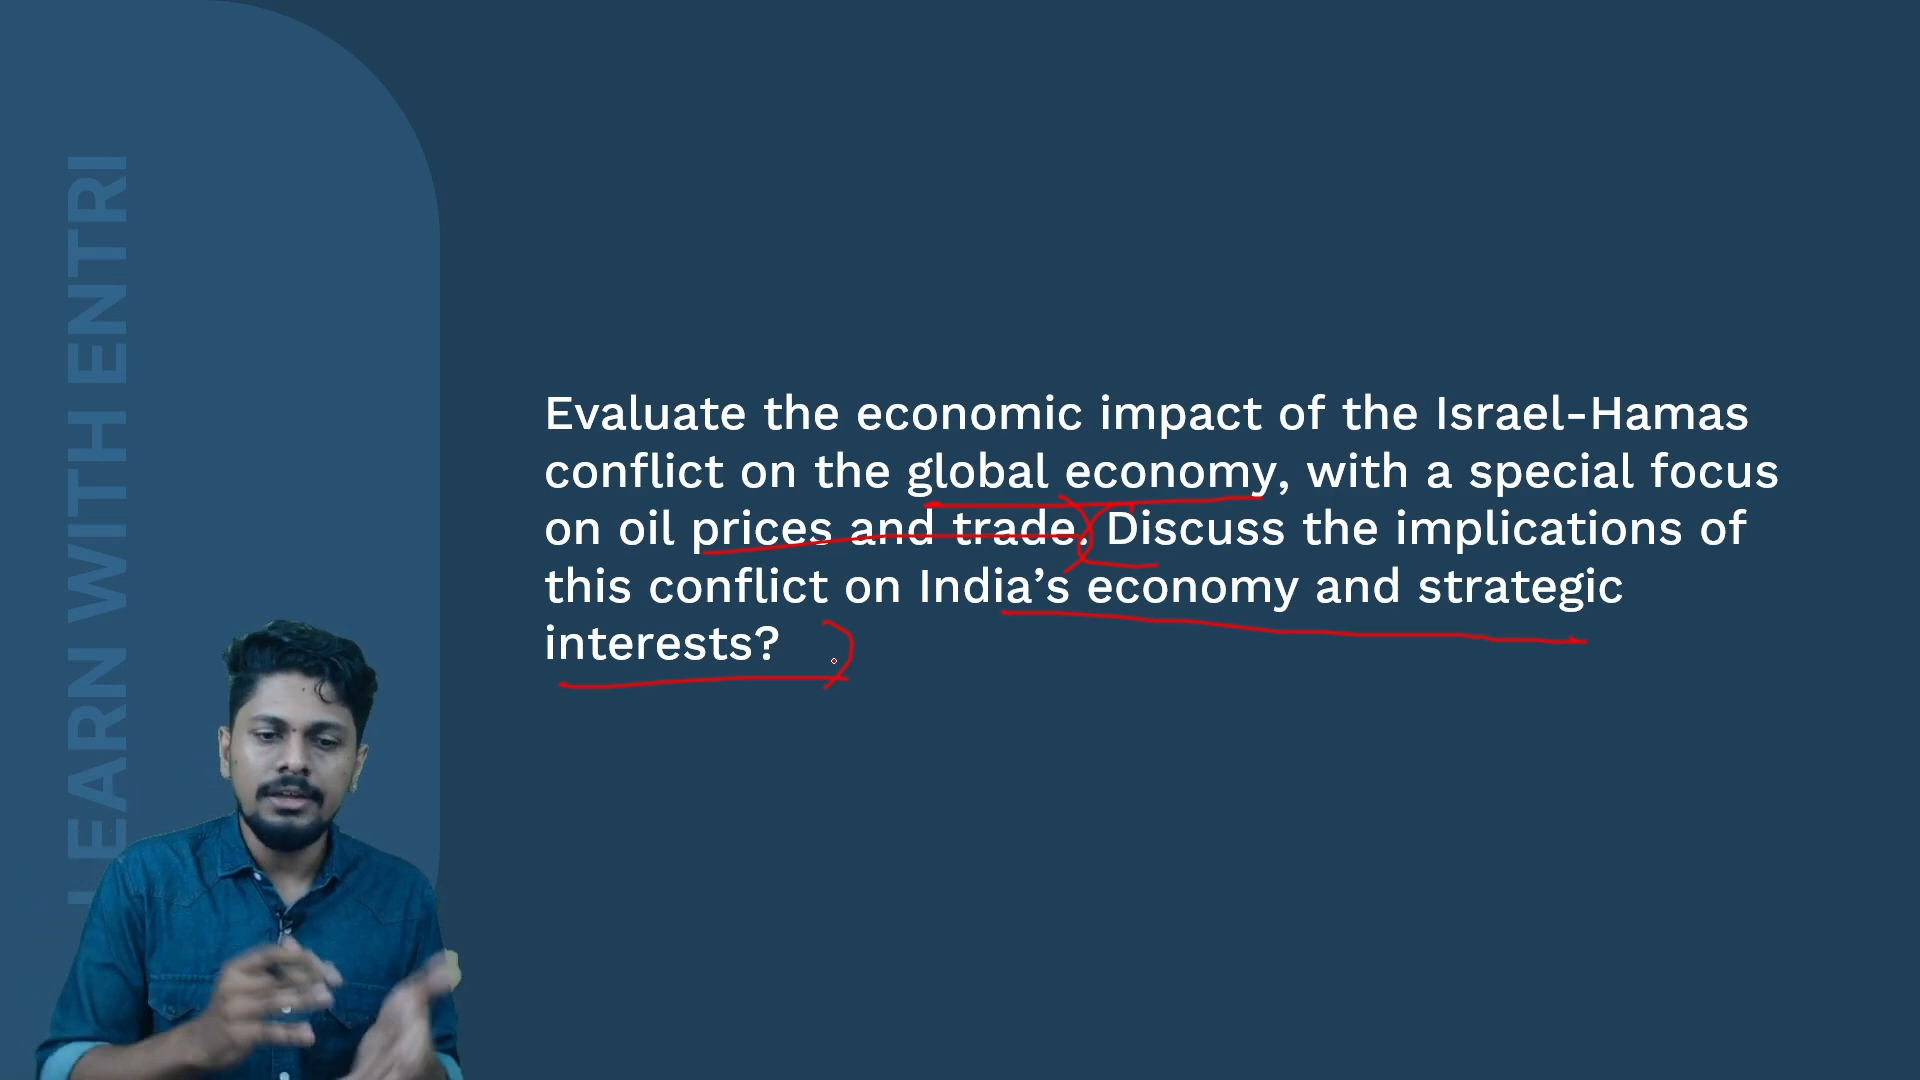 LEARN WITH ENTRI
Evaluate the economic impact of the Israel-Hamas
conflict on the global economy, with a special focus
on oil prices and trade. Discuss the implications of
this conflict on India’s economy and strategic
interests?